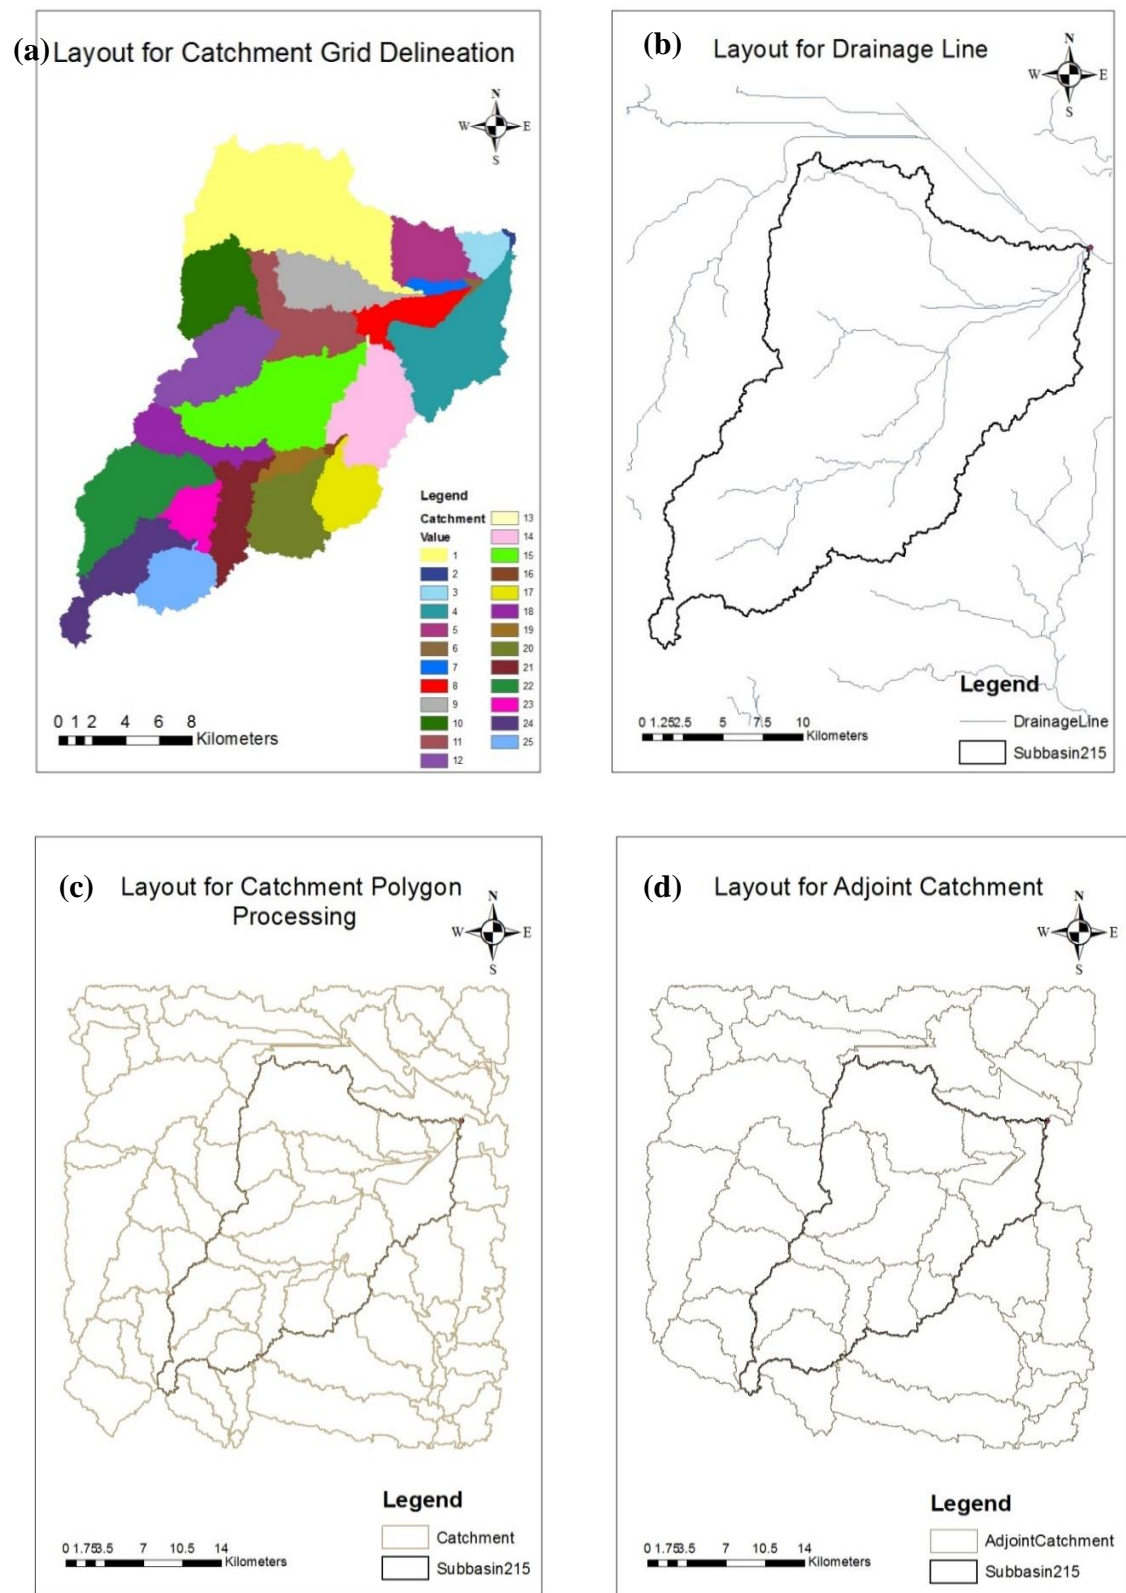 (a) Layout for Catchment Grid Delineation
N
W E
S
Legend
Catchment
Value
1
2
3
4
5
6
7
8
9
10
11
12
13
14
15
16
17
18
19
20
21
22
23
24
25
0 1 2 4 6 8
Kilometers
(b) Layout for Drainage Line
N
W E
S
Legend
DrainageLine
Subbasin215
0 1.252.5 5 7.5 10
Kilometers
(c) Layout for Catchment Polygon
Processing
N
W E
S
Legend
Catchment
Subbasin215
0 1.753.5 7 10.5 14
Kilometers
(d) Layout for Adjoint Catchment
N
W E
S
Legend
AdjointCatchment
Subbasin215
0 1.753.5 7 10.5 14
Kilometers